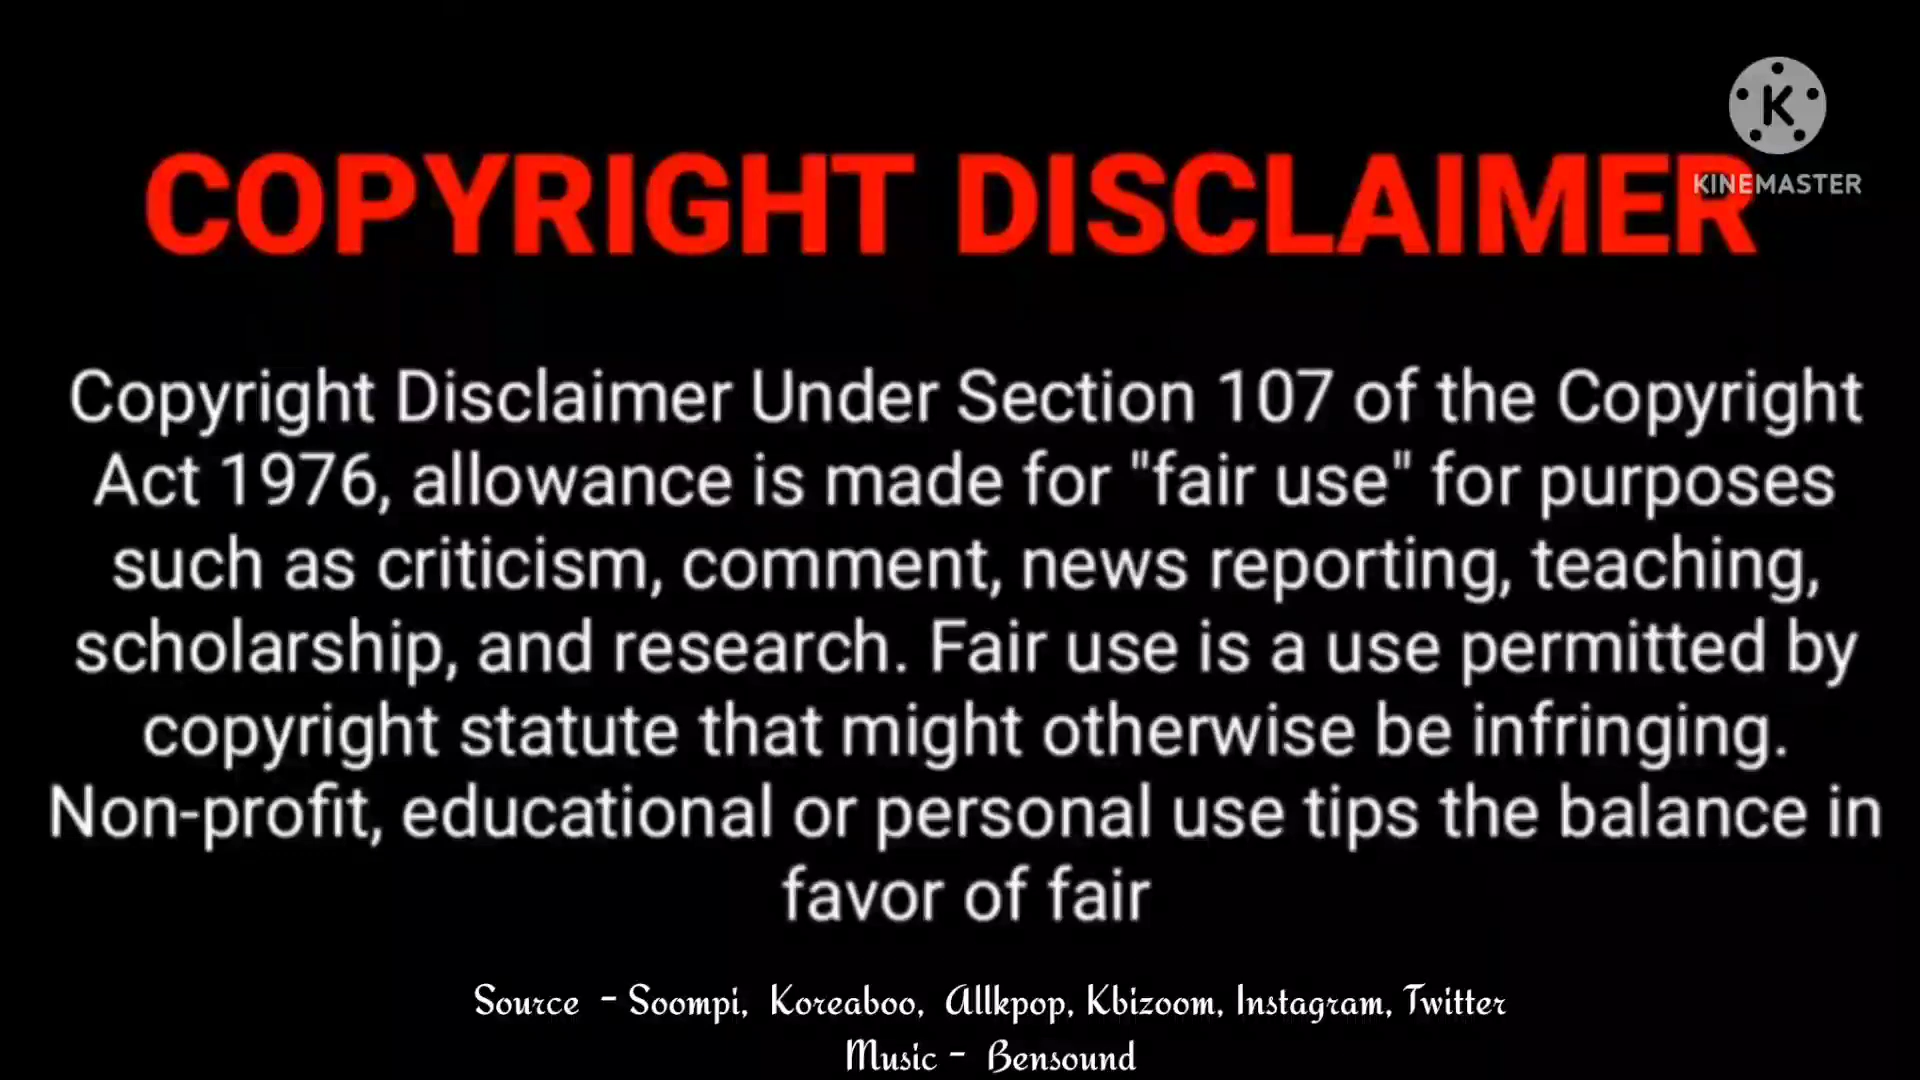 K
KINEMASTER
COPYRIGHT DISCLAIMER
Copyright Disclaimer Under Section 107 of the Copyright
Act 1976, allowance is made for "fair use" for purposes
such as criticism, comment, news reporting, teaching,
scholarship, and research. Fair use is a use permitted by
copyright statute that might otherwise be infringing.
Non-profit, educational or personal use tips the balance in
favor of fair
Source - Soompi, Koreaboo, Allkpop, Kbizoom, Instagram, Twitter
Music - Bensound